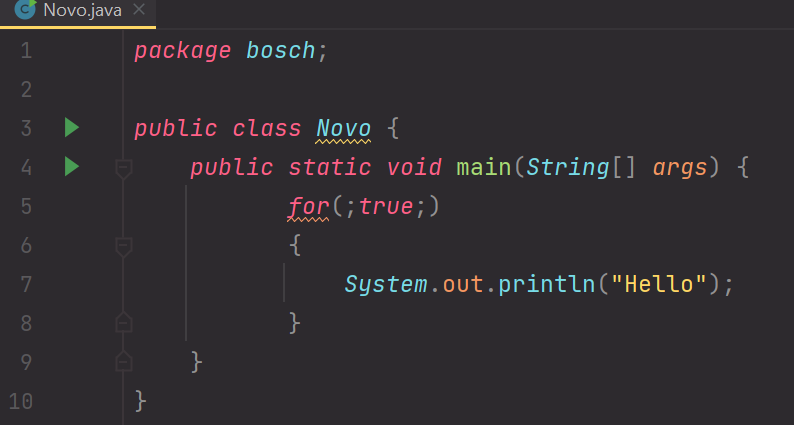 Novo.java
1 package bosch;
2
3 public class Novo {
4     public static void main(String[] args) {
5            for(;true;)
6            {
7                System.out.println("Hello");
8            }
9     }
10 }